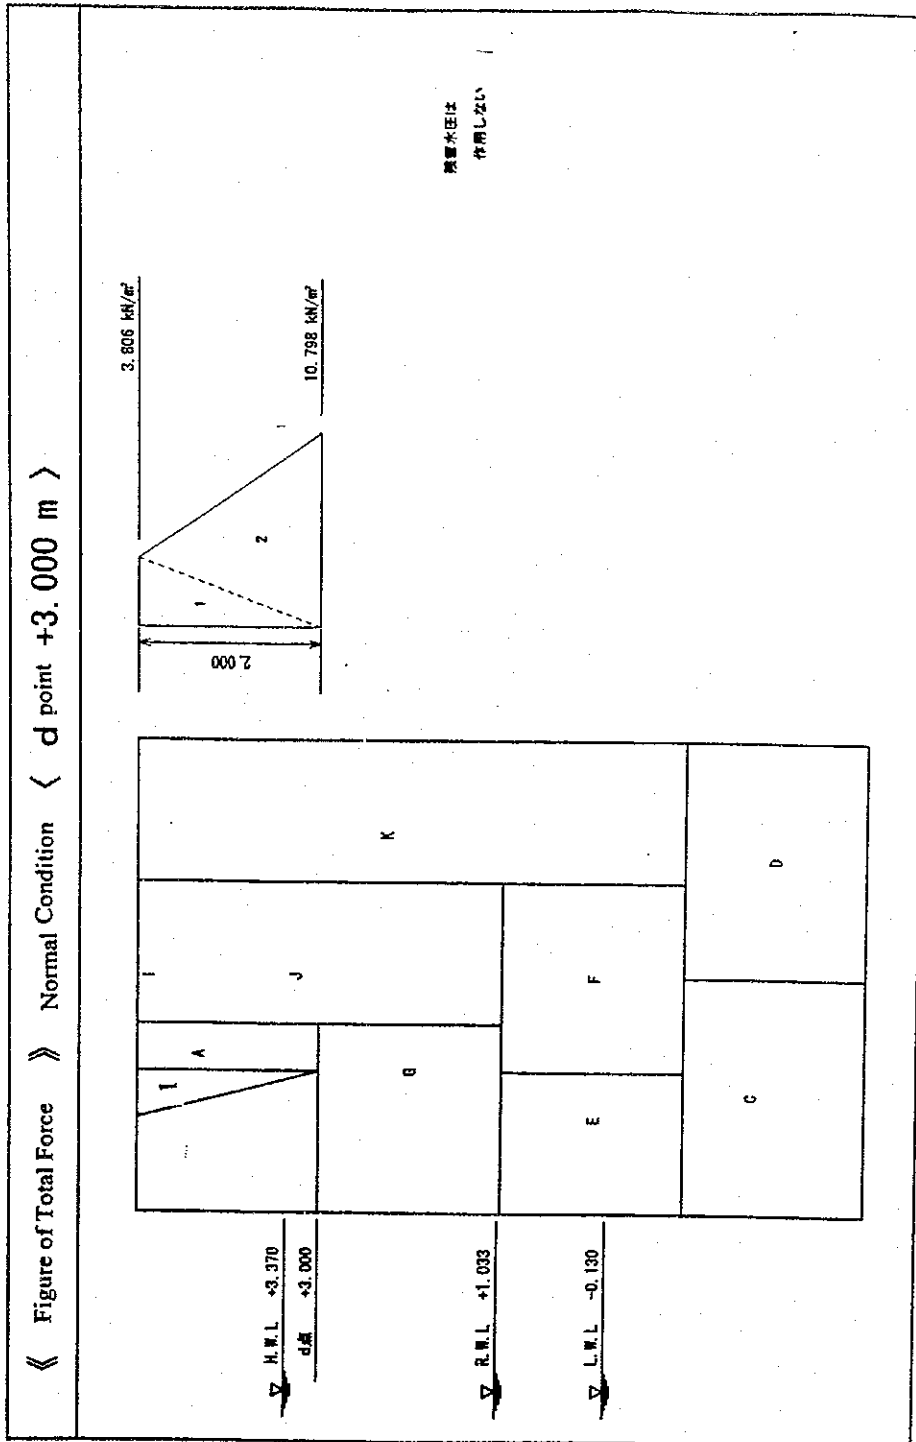 《 Figure of Total Force 》 Normal Condition 〈 d point +3.000 m 〉
H.W.L +3.370
d点 +3.000
R.W.L +1.033
L.W.L -0.130
I
A
J
K
G
E
F
C
D
2.000
1
2
3.806 kN/㎡
10.798 kN/㎡
残留水圧は
作用しない